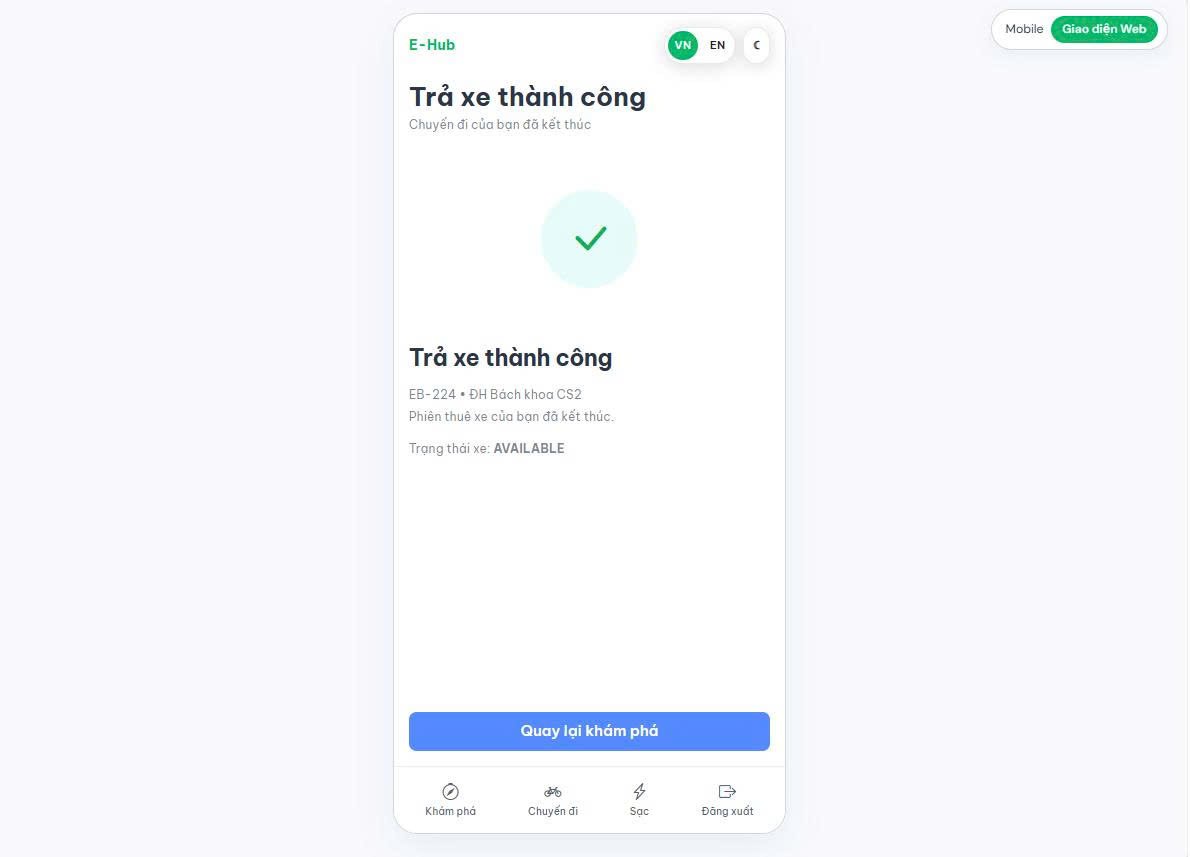 E-Hub
VN EN
Mobile Giao diện Web
Trả xe thành công
Chuyến đi của bạn đã kết thúc
Trả xe thành công
EB-224 • ĐH Bách khoa CS2
Phiên thuê xe của bạn đã kết thúc.
Trạng thái xe: AVAILABLE
Quay lại khám phá
Khám phá Chuyến đi Sạc Đăng xuất